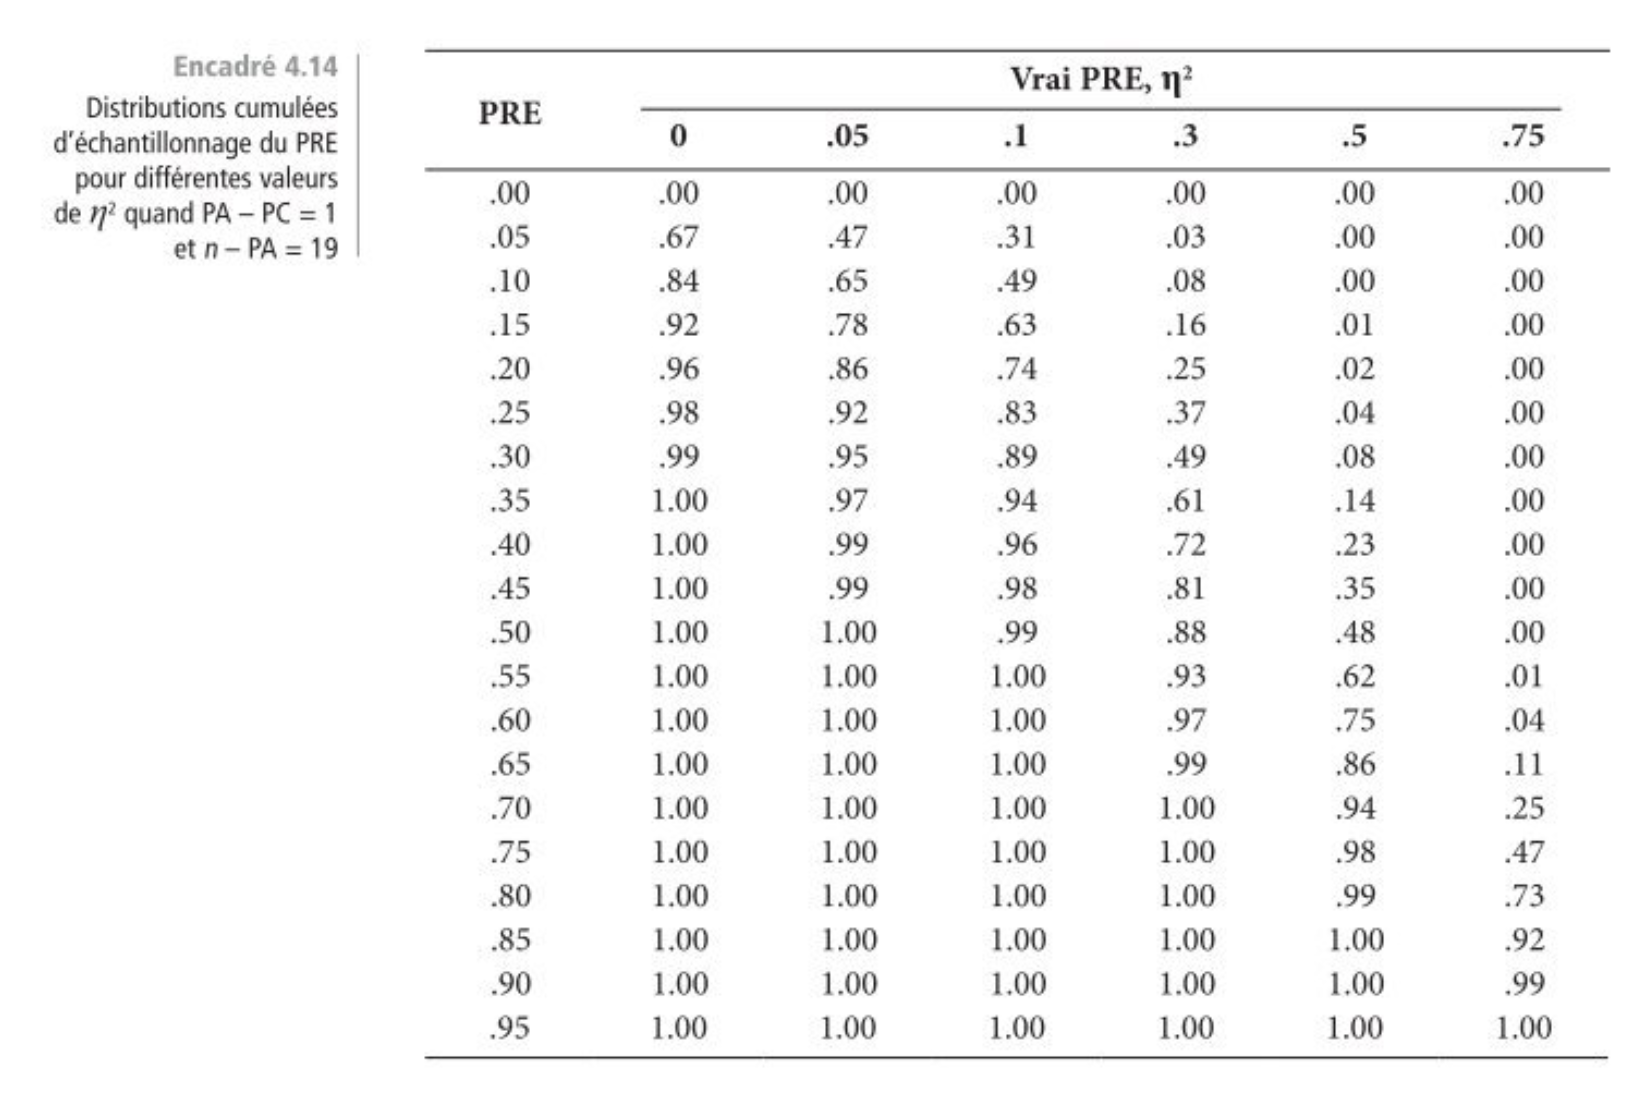 Encadré 4.14
Distributions cumulées
d'échantillonnage du PRE
pour différentes valeurs
de η² quand PA – PC = 1
et n – PA = 19
Vrai PRE, η²
PRE
0 .05 .1 .3 .5 .75
.00 .00 .00 .00 .00 .00 .00
.05 .67 .47 .31 .03 .00 .00
.10 .84 .65 .49 .08 .00 .00
.15 .92 .78 .63 .16 .01 .00
.20 .96 .86 .74 .25 .02 .00
.25 .98 .92 .83 .37 .04 .00
.30 .99 .95 .89 .49 .08 .00
.35 1.00 .97 .94 .61 .14 .00
.40 1.00 .99 .96 .72 .23 .00
.45 1.00 .99 .98 .81 .35 .00
.50 1.00 1.00 .99 .88 .48 .00
.55 1.00 1.00 1.00 .93 .62 .01
.60 1.00 1.00 1.00 .97 .75 .04
.65 1.00 1.00 1.00 .99 .86 .11
.70 1.00 1.00 1.00 1.00 .94 .25
.75 1.00 1.00 1.00 1.00 .98 .47
.80 1.00 1.00 1.00 1.00 .99 .73
.85 1.00 1.00 1.00 1.00 1.00 .92
.90 1.00 1.00 1.00 1.00 1.00 .99
.95 1.00 1.00 1.00 1.00 1.00 1.00